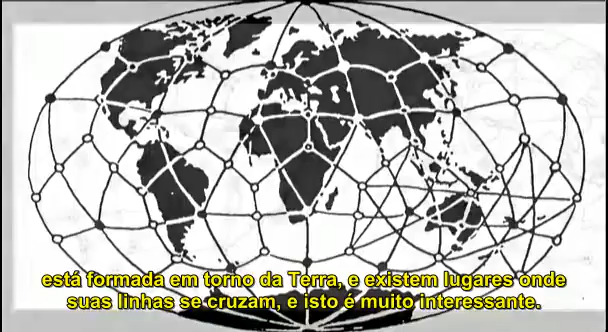 está formada em torno da Terra, e existem lugares onde
suas linhas se cruzam, e isto é muito interessante.